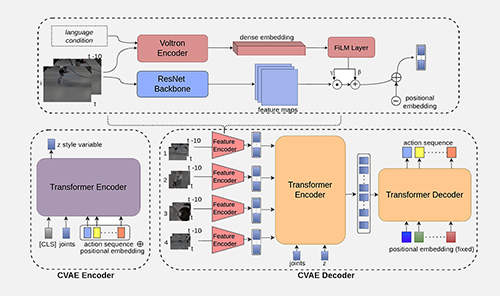 language
condition
t -10
t
Voltron
Encoder
dense embedding
FiLM Layer
ResNet
Backbone
feature maps
γ
β
positional
embedding
z style variable
Transformer Encoder
[CLS]
joints
action sequence ⊕
positional embedding
CVAE Encoder
1
t -10
t
Feature
Encoder
2
t -10
t
Feature
Encoder
3
t -10
t
Feature
Encoder
4
t -10
t
Feature
Encoder
Transformer
Encoder
joints
z
action sequence
Transformer Decoder
positional embedding (fixed)
CVAE Decoder